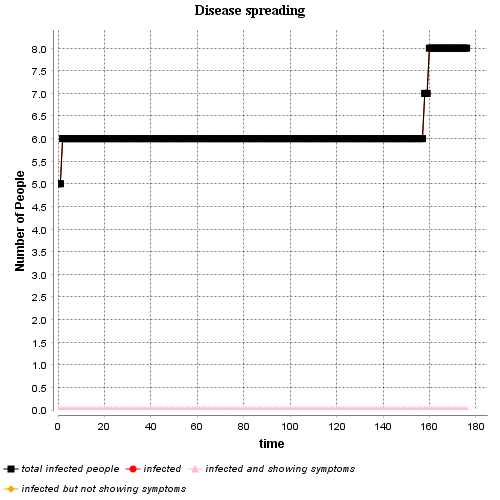 Disease spreading
8.0
7.5
7.0
6.5
6.0
5.5
5.0
4.5
4.0
3.5
3.0
2.5
2.0
1.5
1.0
0.5
0.0
Number of People
0 20 40 60 80 100 120 140 160 180
time
total infected people infected infected and showing symptoms
infected but not showing symptoms